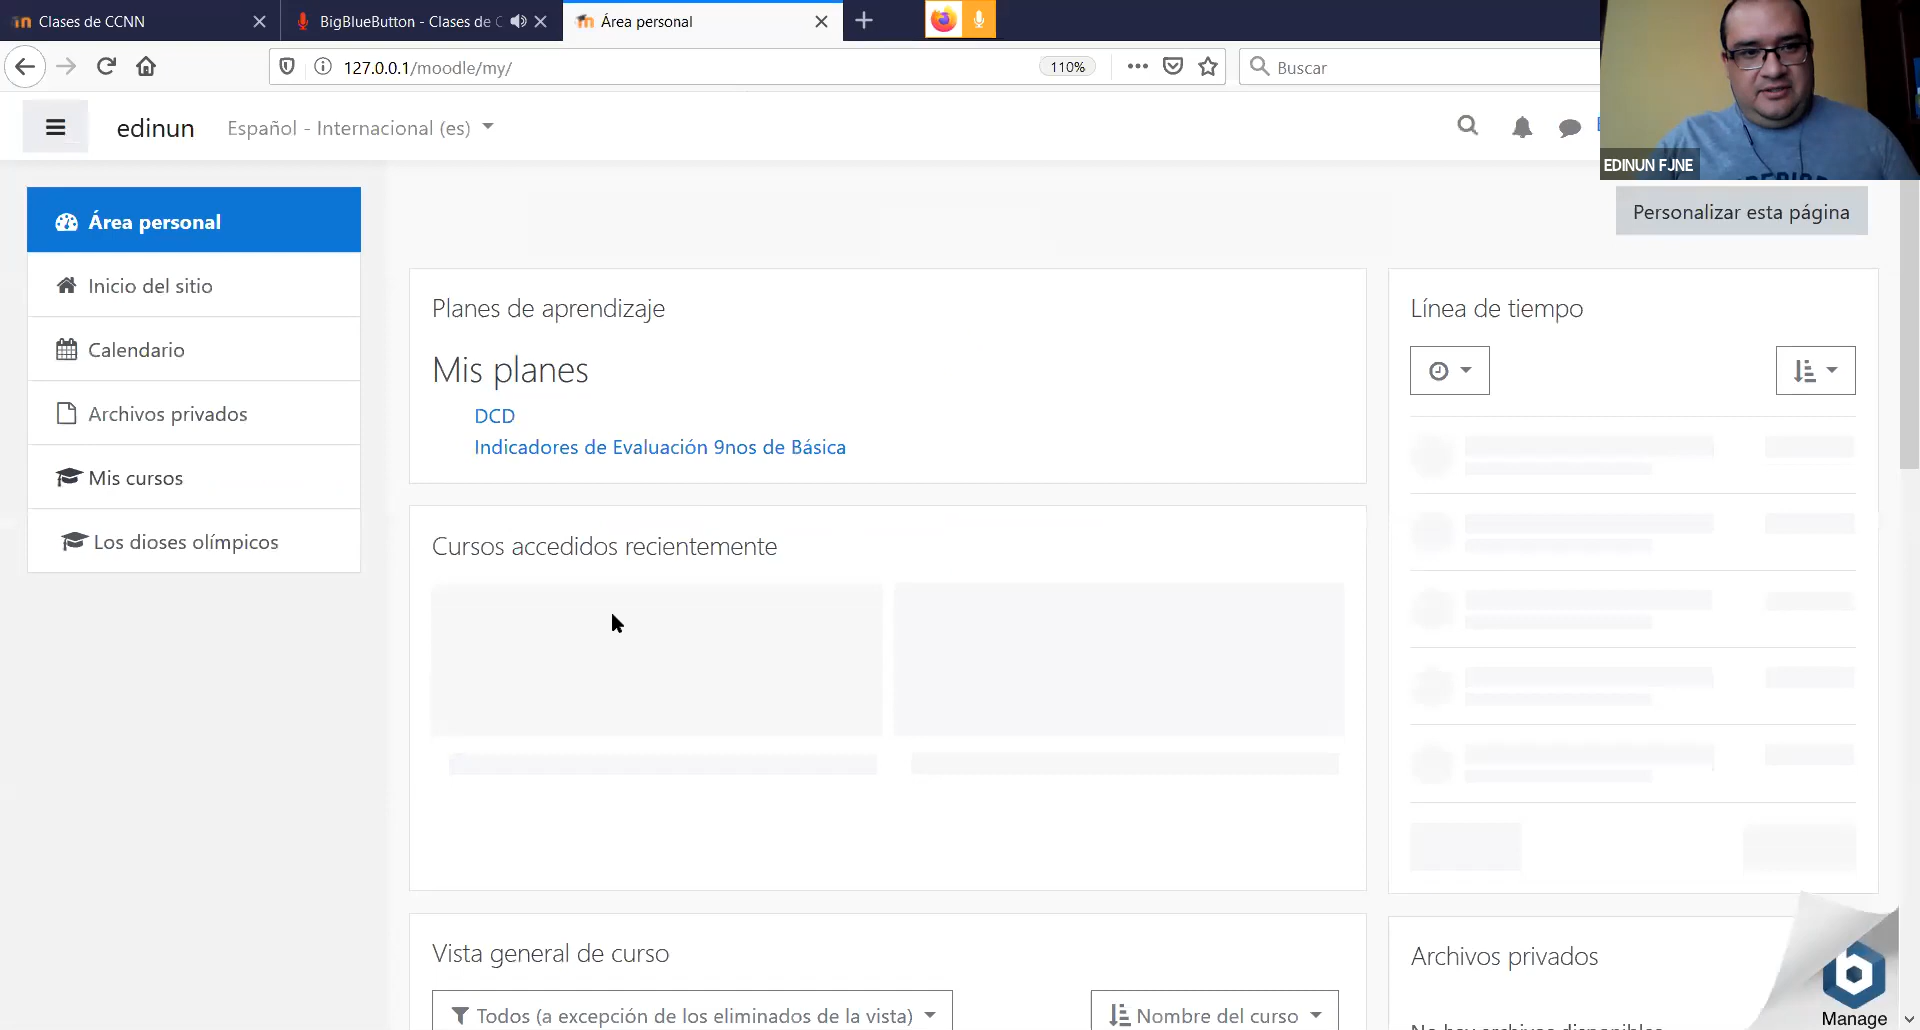 Clases de CCNN
BigBlueButton - Clases de C
Área personal
127.0.0.1/moodle/my/
110%
Buscar
edinun
Español - Internacional (es)
EDINUN FJNE
Personalizar esta página
Área personal
Inicio del sitio
Calendario
Archivos privados
Mis cursos
Los dioses olímpicos
Planes de aprendizaje
Mis planes
DCD
Indicadores de Evaluación 9nos de Básica
Cursos accedidos recientemente
Vista general de curso
Todos (a excepción de los eliminados de la vista)
Nombre del curso
Línea de tiempo
Archivos privados
Manage